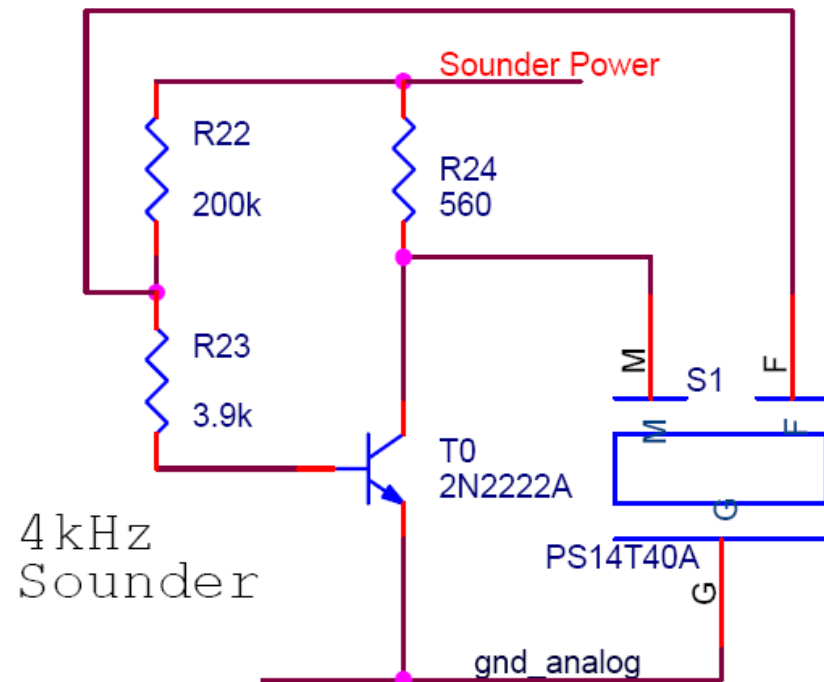 Sounder Power
R22
200k
R24
560
R23
3.9k
M
F
S1
M
F
G
T0
2N2222A
PS14T40A
G
4kHz
Sounder
gnd_analog